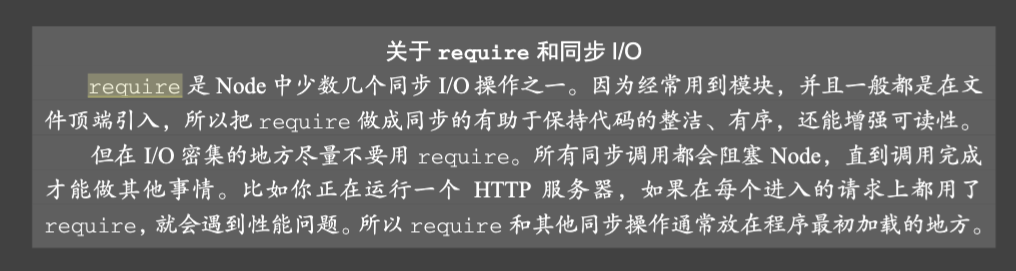 关于 require 和同步 I/O
require 是 Node 中少数几个同步 I/O 操作之一。因为经常用到模块，并且一般都是在文
件顶端引入，所以把 require 做成同步的有助于保持代码的整洁、有序，还能增强可读性。
但在 I/O 密集的地方尽量不要用 require。所有同步调用都会阻塞 Node，直到调用完成
才能做其他事情。比如你正在运行一个 HTTP 服务器，如果在每个进入的请求上都用了
require，就会遇到性能问题。所以 require 和其他同步操作通常放在程序最初加载的地方。